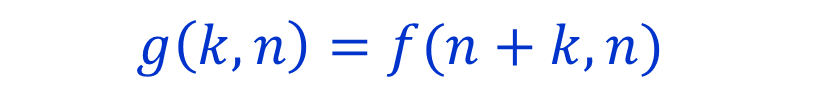 g(k, n) = f(n + k, n)